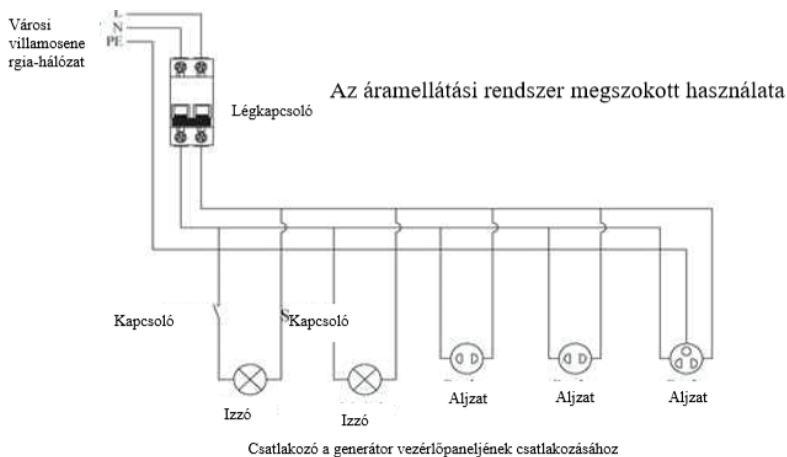 L
N
PE
Városi
villamosene
rgia-hálózat
Az áramellátási rendszer megszokott használata
Légkapcsoló
Kapcsoló
S
Kapcsoló
Izzó
Izzó
Aljzat
Aljzat
Aljzat
Csatlakozó a generátor vezérlőpaneljének csatlakozásához